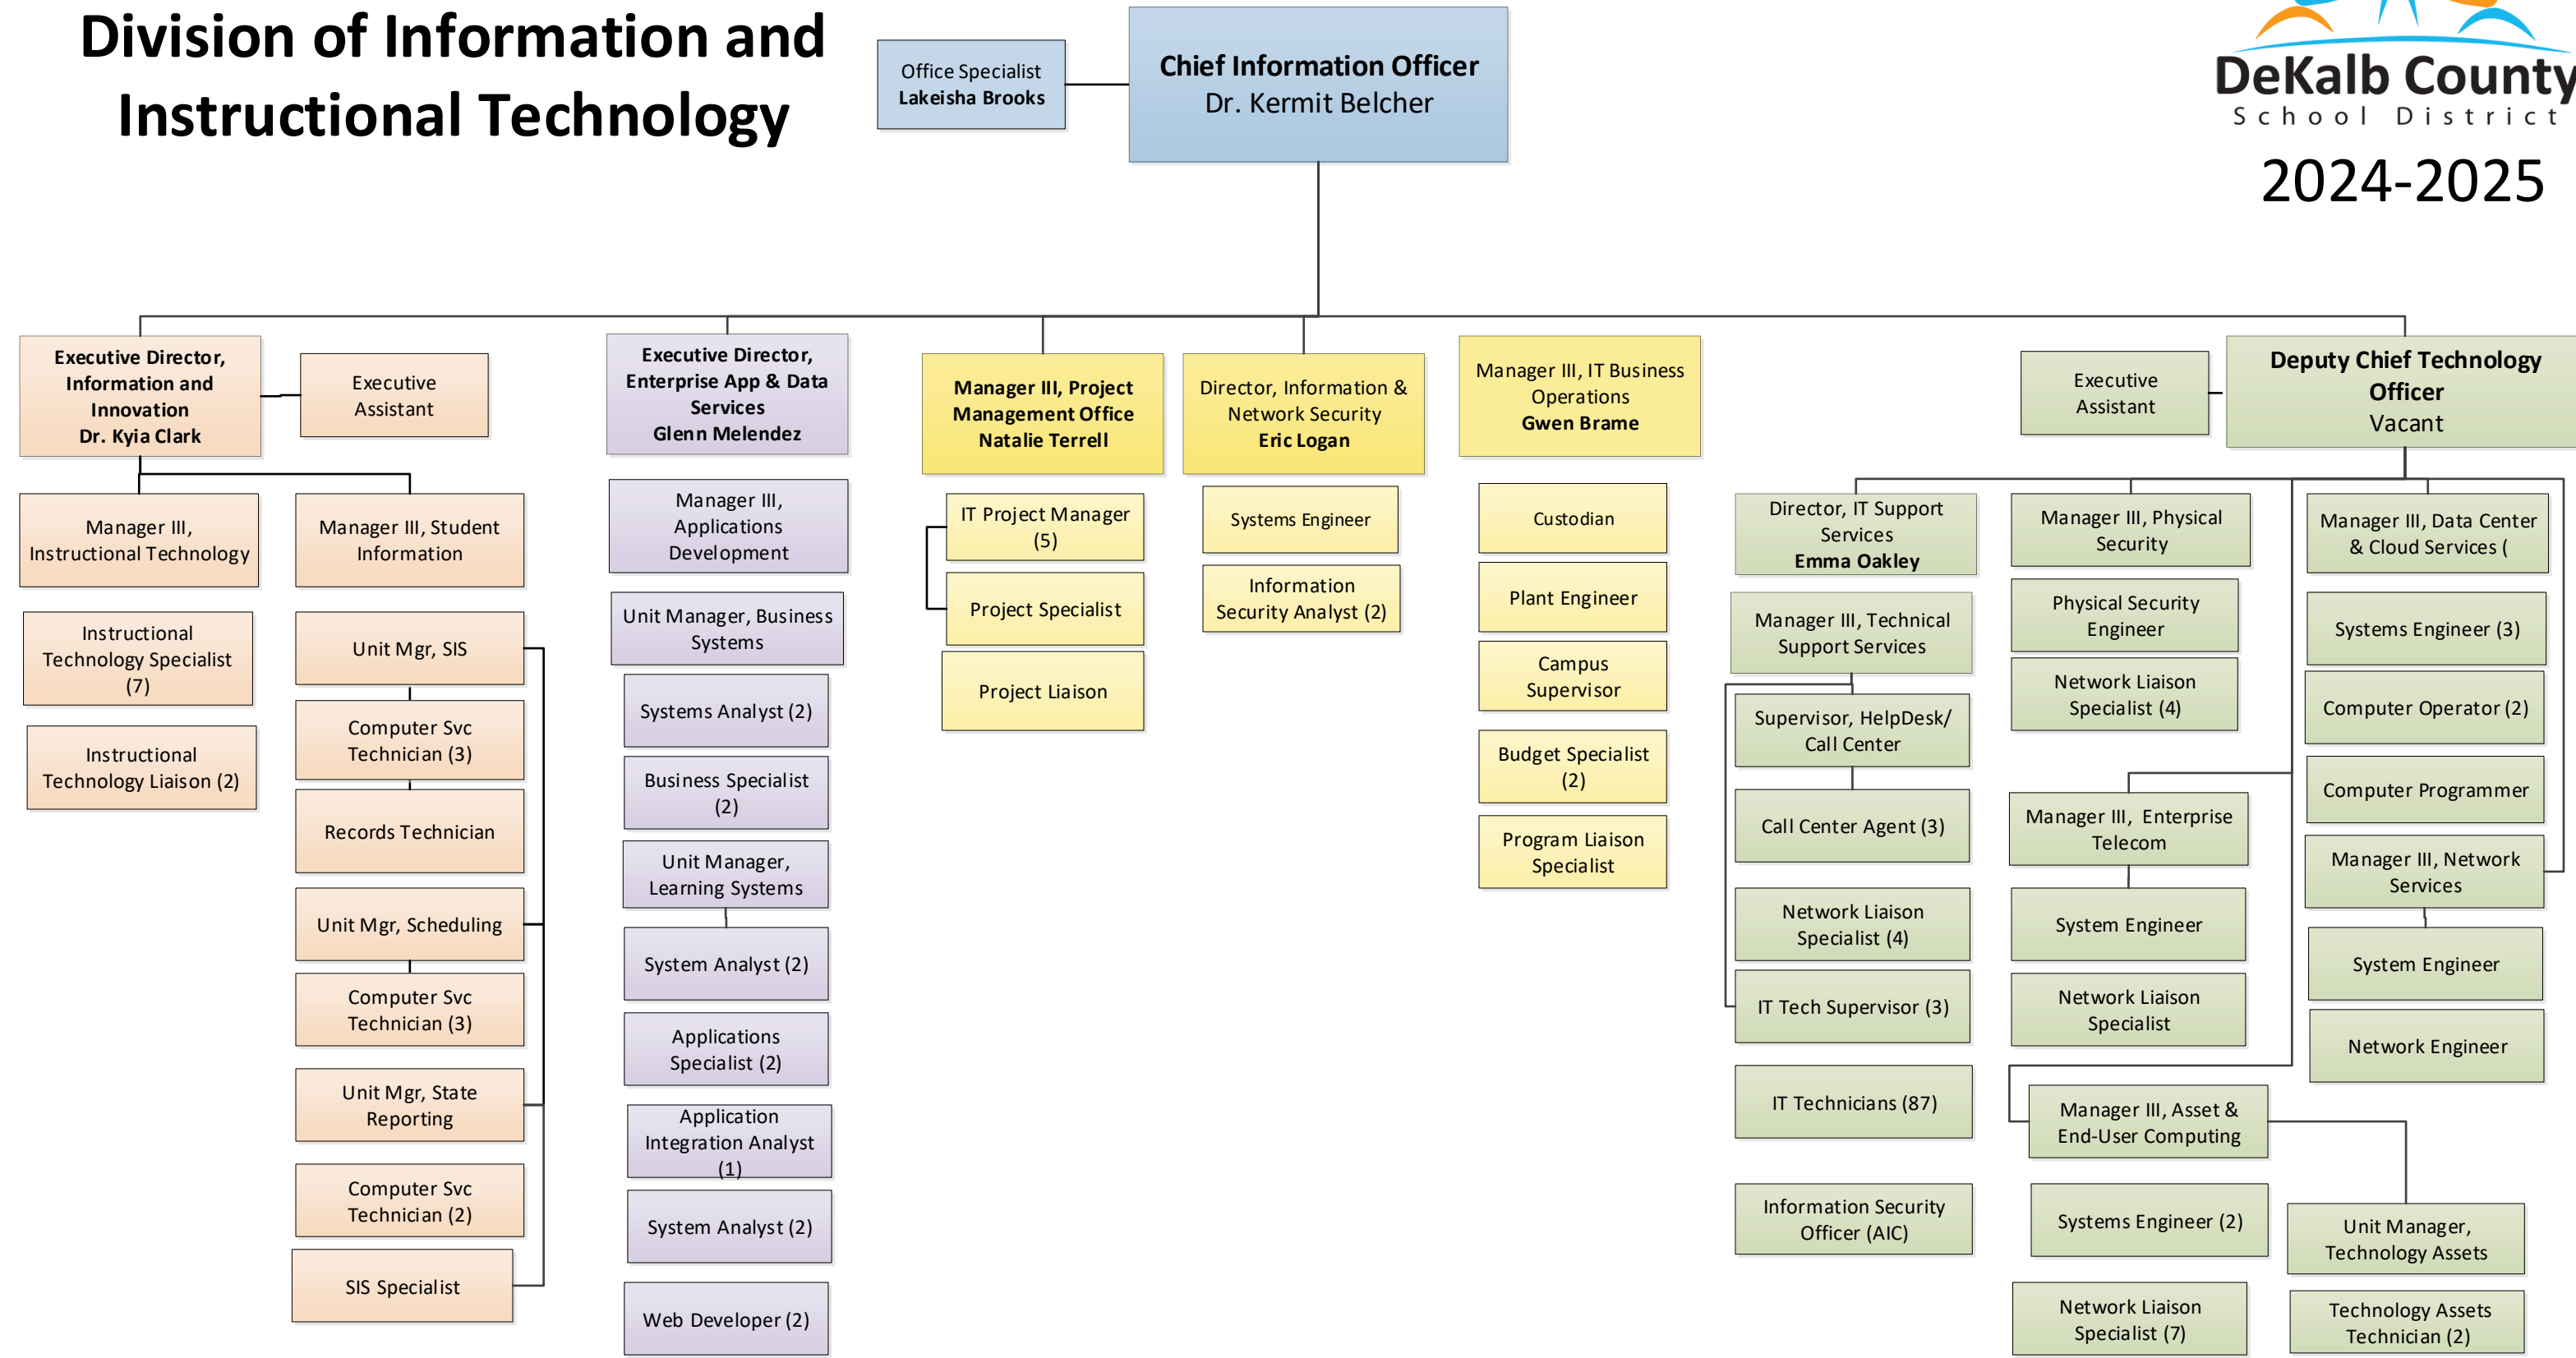 Division of Information and
Instructional Technology
Office Specialist
Lakeisha Brooks
Chief Information Officer
Dr. Kermit Belcher
DeKalb County
School District
2024-2025
Executive Director,
Information and
Innovation
Dr. Kyia Clark
Executive
Assistant
Manager III,
Instructional Technology
Instructional
Technology Specialist
(7)
Instructional
Technology Liaison (2)
Manager III, Student
Information
Unit Mgr, SIS
Computer Svc
Technician (3)
Records Technician
Unit Mgr, Scheduling
Computer Svc
Technician (3)
Unit Mgr, State
Reporting
Computer Svc
Technician (2)
SIS Specialist
Executive Director,
Enterprise App & Data
Services
Glenn Melendez
Manager III,
Applications
Development
Unit Manager, Business
Systems
Systems Analyst (2)
Business Specialist
(2)
Unit Manager,
Learning Systems
System Analyst (2)
Applications
Specialist (2)
Application
Integration Analyst
(1)
System Analyst (2)
Web Developer (2)
Manager III, Project
Management Office
Natalie Terrell
IT Project Manager
(5)
Project Specialist
Project Liaison
Director, Information &
Network Security
Eric Logan
Systems Engineer
Information
Security Analyst (2)
Manager III, IT Business
Operations
Gwen Brame
Custodian
Plant Engineer
Campus
Supervisor
Budget Specialist
(2)
Program Liaison
Specialist
Executive
Assistant
Deputy Chief Technology
Officer
Vacant
Director, IT Support
Services
Emma Oakley
Manager III, Technical
Support Services
Supervisor, HelpDesk/
Call Center
Call Center Agent (3)
Network Liaison
Specialist (4)
IT Tech Supervisor (3)
IT Technicians (87)
Information Security
Officer (AIC)
Manager III, Physical
Security
Physical Security
Engineer
Network Liaison
Specialist (4)
Manager III, Enterprise
Telecom
System Engineer
Network Liaison
Specialist
Manager III, Asset &
End-User Computing
Systems Engineer (2)
Network Liaison
Specialist (7)
Manager III, Data Center
& Cloud Services (
Systems Engineer (3)
Computer Operator (2)
Computer Programmer
Manager III, Network
Services
System Engineer
Network Engineer
Unit Manager,
Technology Assets
Technology Assets
Technician (2)